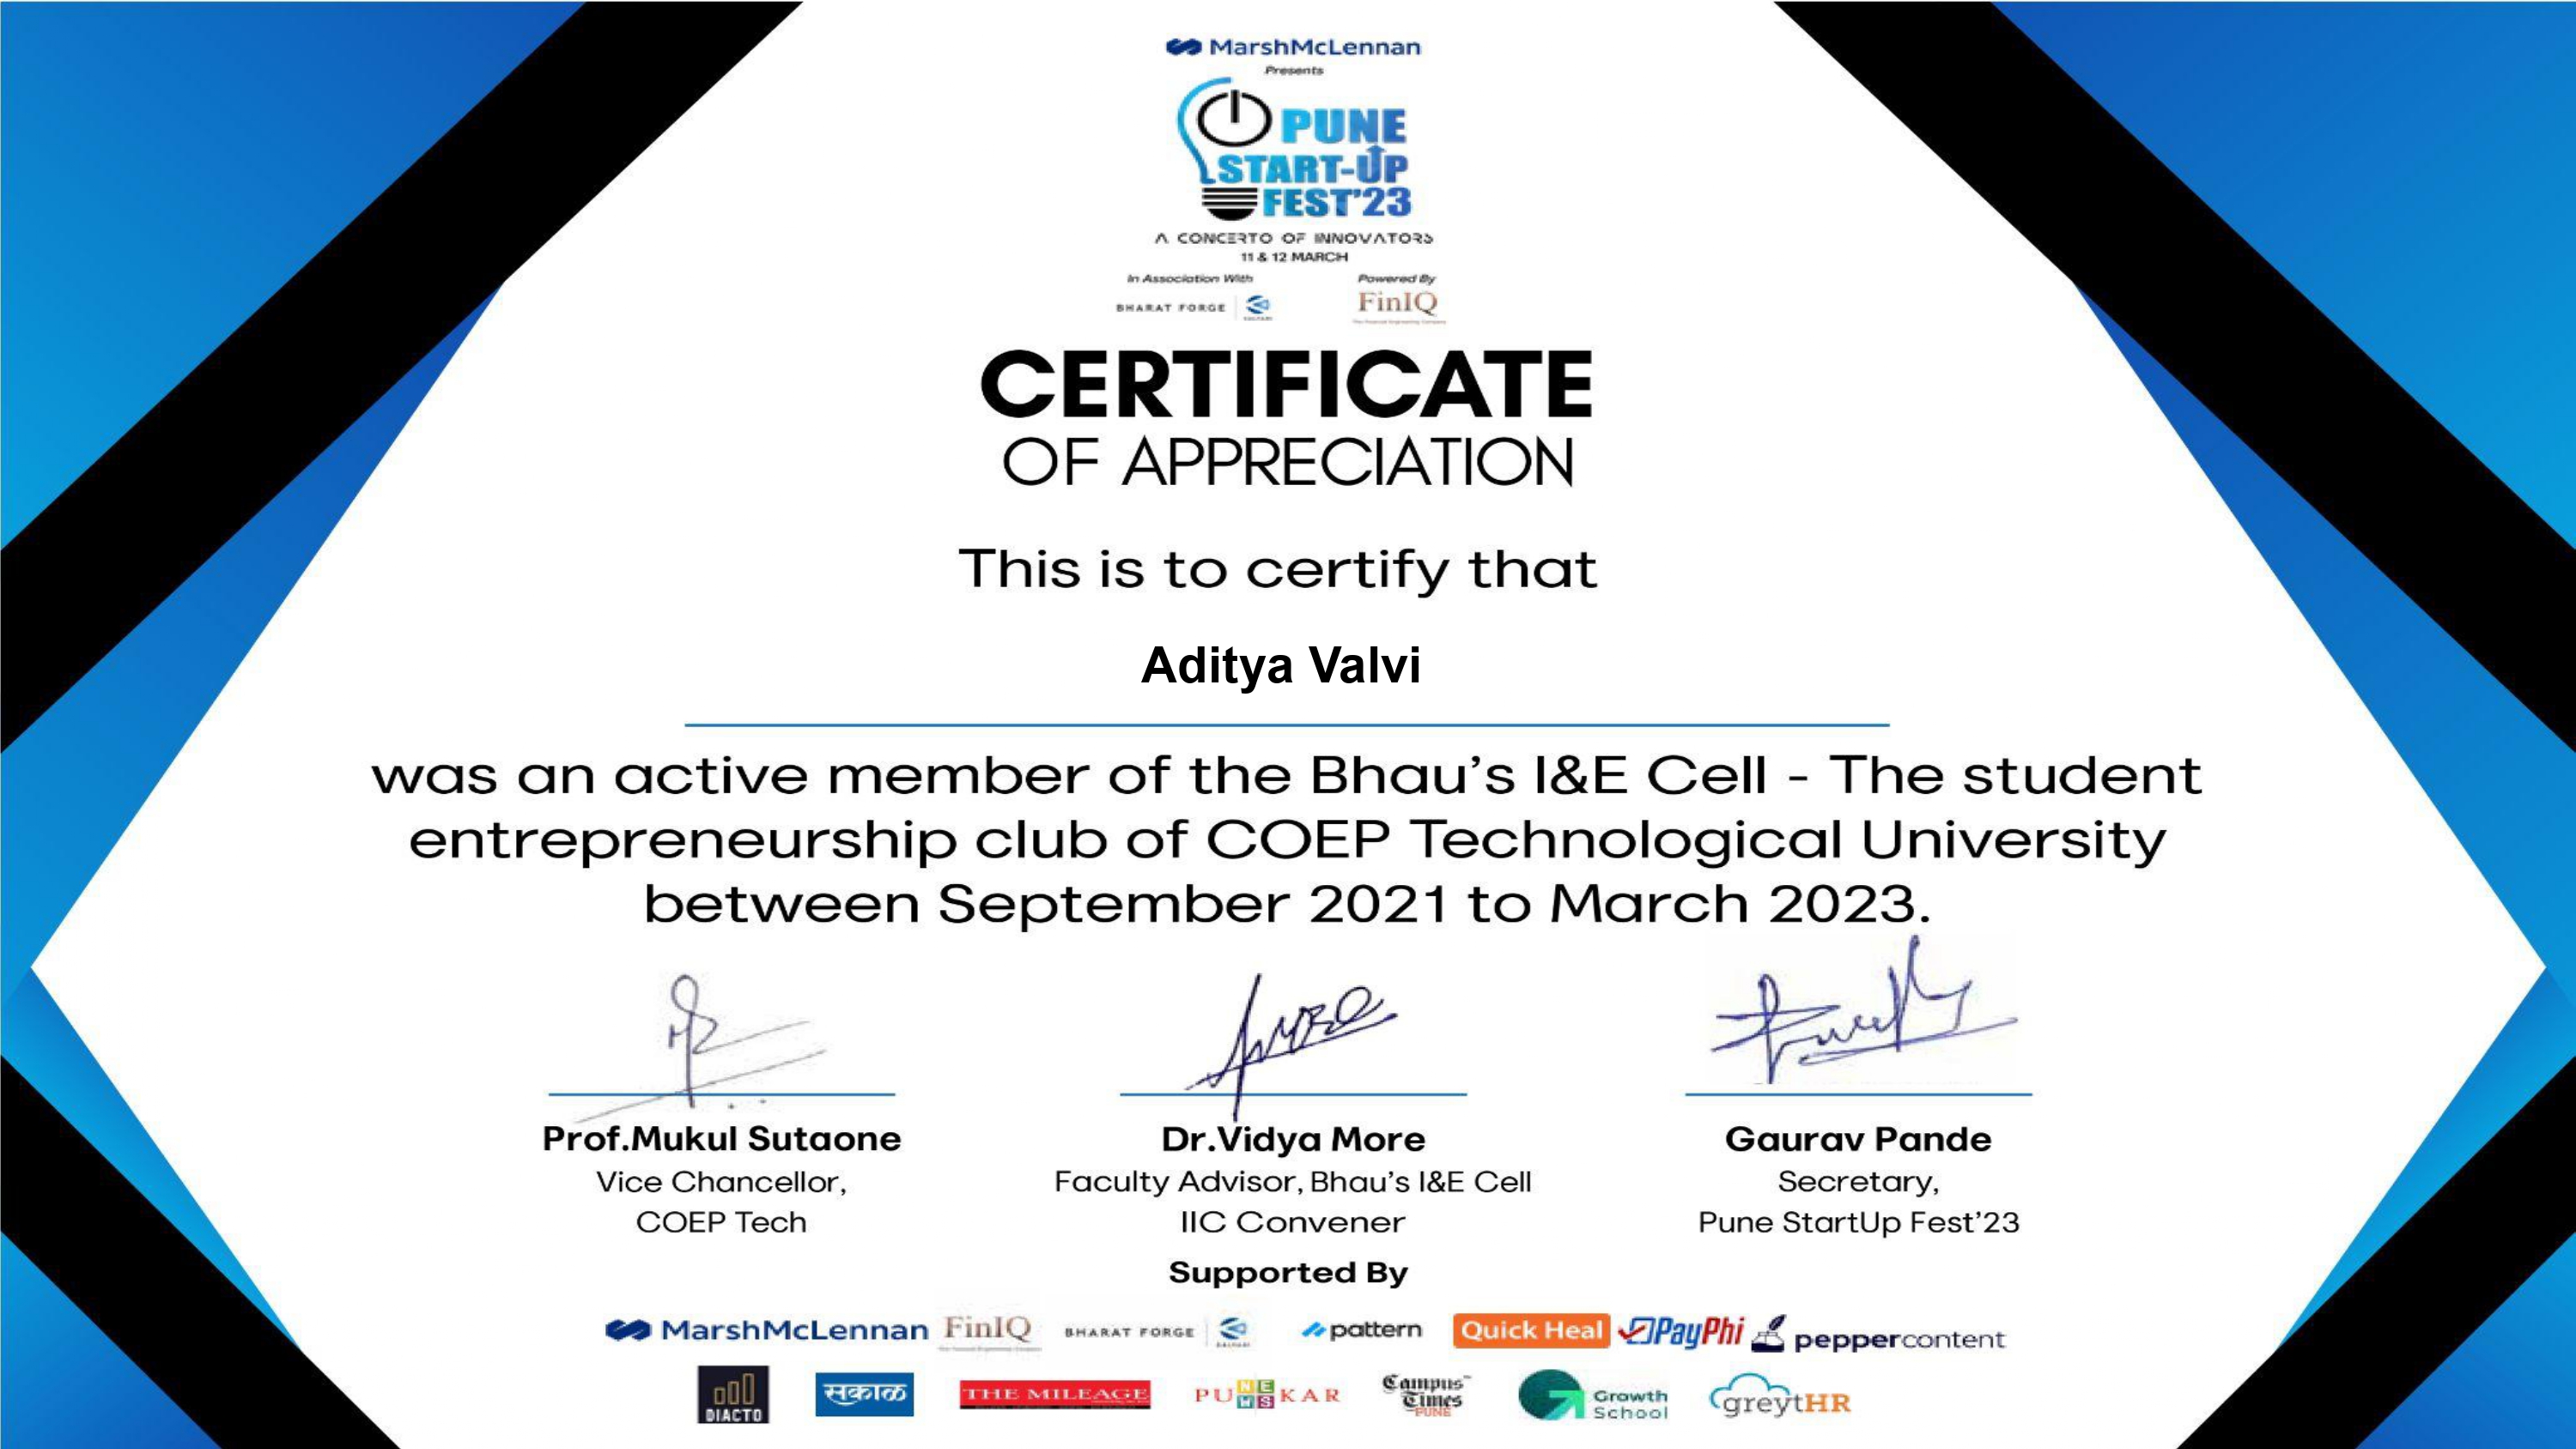 MarshMcLennan
Presents
PUNE
START-UP
FEST'23
A CONCERTO OF INNOVATORS
11 & 12 MARCH
In Association With Powered By
BHARAT FORGE FinIQ
CERTIFICATE
OF APPRECIATION
This is to certify that
Aditya Valvi
was an active member of the Bhau's I&E Cell - The student
entrepreneurship club of COEP Technological University
between September 2021 to March 2023.
Prof.Mukul Sutaone Dr.Vidya More Gaurav Pande
Vice Chancellor, Faculty Advisor, Bhau's I&E Cell Secretary,
COEP Tech IIC Convener Pune StartUp Fest'23
Supported By
MarshMcLennan FinIQ BHARAT FORGE pattern Quick Heal PayPhi peppercontent
DIACTO सकाळ THE MILEAGE PUNEKAR NEWS Campus Times PUNE Growth School greytHR